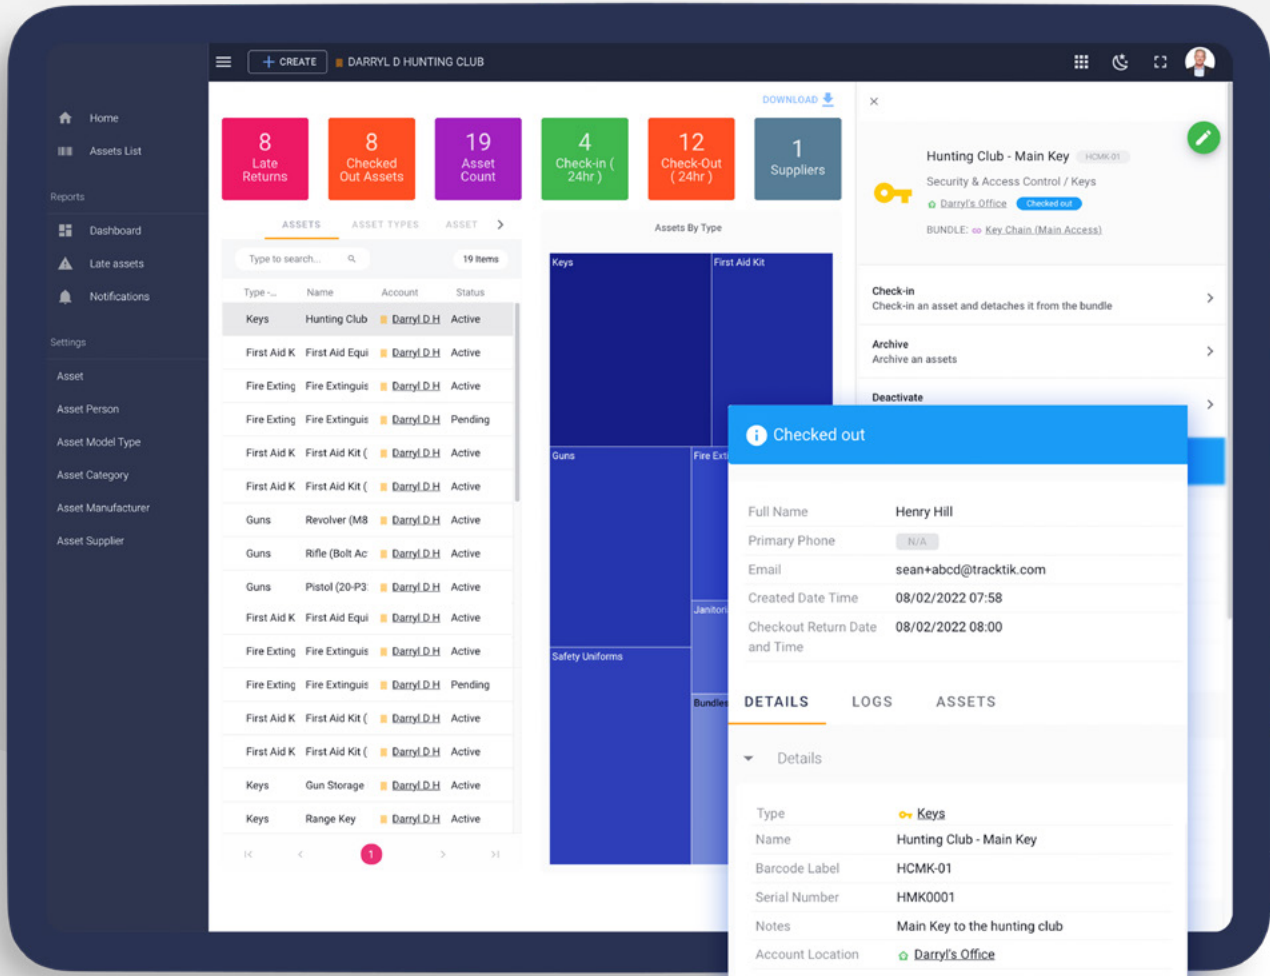 CREATE
DARRYL D HUNTING CLUB
Home
Assets List
Reports
Dashboard
Late assets
Notifications
Settings
Asset
Asset Person
Asset Model Type
Asset Category
Asset Manufacturer
Asset Supplier
DOWNLOAD
8
Late
Returns
8
Checked
Out Assets
19
Asset
Count
4
Check-in (
24hr )
12
Check-Out
( 24hr )
1
Suppliers
ASSETS ASSET TYPES ASSET
Type to search...
19 Items
Type -... Name Account Status
Keys Hunting Club Darryl D H Active
First Aid K First Aid Equi Darryl D H Active
Fire Exting Fire Extinguis Darryl D H Active
Fire Exting Fire Extinguis Darryl D H Pending
First Aid K First Aid Kit ( Darryl D H Active
First Aid K First Aid Kit ( Darryl D H Active
Guns Revolver (M8 Darryl D H Active
Guns Rifle (Bolt Ac Darryl D H Active
Guns Pistol (20-P3: Darryl D H Active
First Aid K First Aid Equi Darryl D H Active
Fire Exting Fire Extinguis Darryl D H Active
Fire Exting Fire Extinguis Darryl D H Pending
First Aid K First Aid Kit ( Darryl D H Active
First Aid K First Aid Kit ( Darryl D H Active
Keys Gun Storage Darryl D H Active
Keys Range Key Darryl D H Active
1
Assets By Type
Keys
First Aid Kit
Guns
Fire Exti
Janitori
Safety Uniforms
Bundles
Hunting Club - Main Key HCMK-01
Security & Access Control / Keys
Darryl's Office Checked out
BUNDLE: Key Chain (Main Access)
Check-in
Check-in an asset and detaches it from the bundle
Archive
Archive an assets
Deactivate
Checked out
Full Name Henry Hill
Primary Phone N/A
Email sean+abcd@tracktik.com
Created Date Time 08/02/2022 07:58
Checkout Return Date 08/02/2022 08:00
and Time
DETAILS LOGS ASSETS
Details
Type Keys
Name Hunting Club - Main Key
Barcode Label HCMK-01
Serial Number HMK0001
Notes Main Key to the hunting club
Account Location Darryl's Office